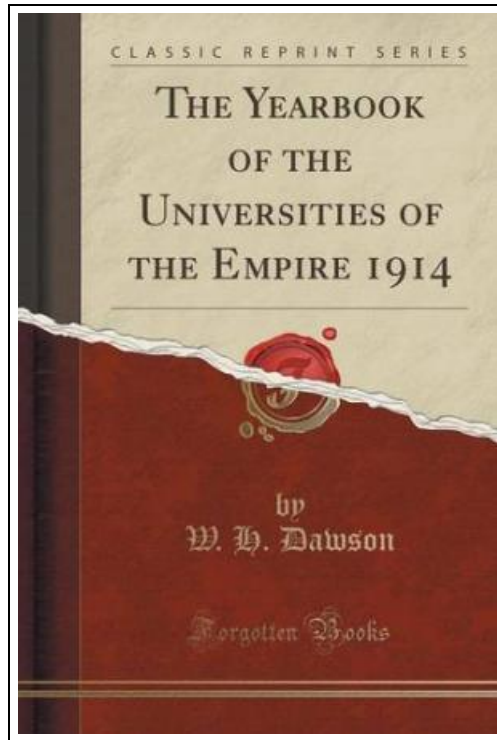 CLASSIC REPRINT SERIES
THE YEARBOOK
OF THE
UNIVERSITIES OF
THE EMPIRE 1914
by
W. H. Dawson
Forgotten Books